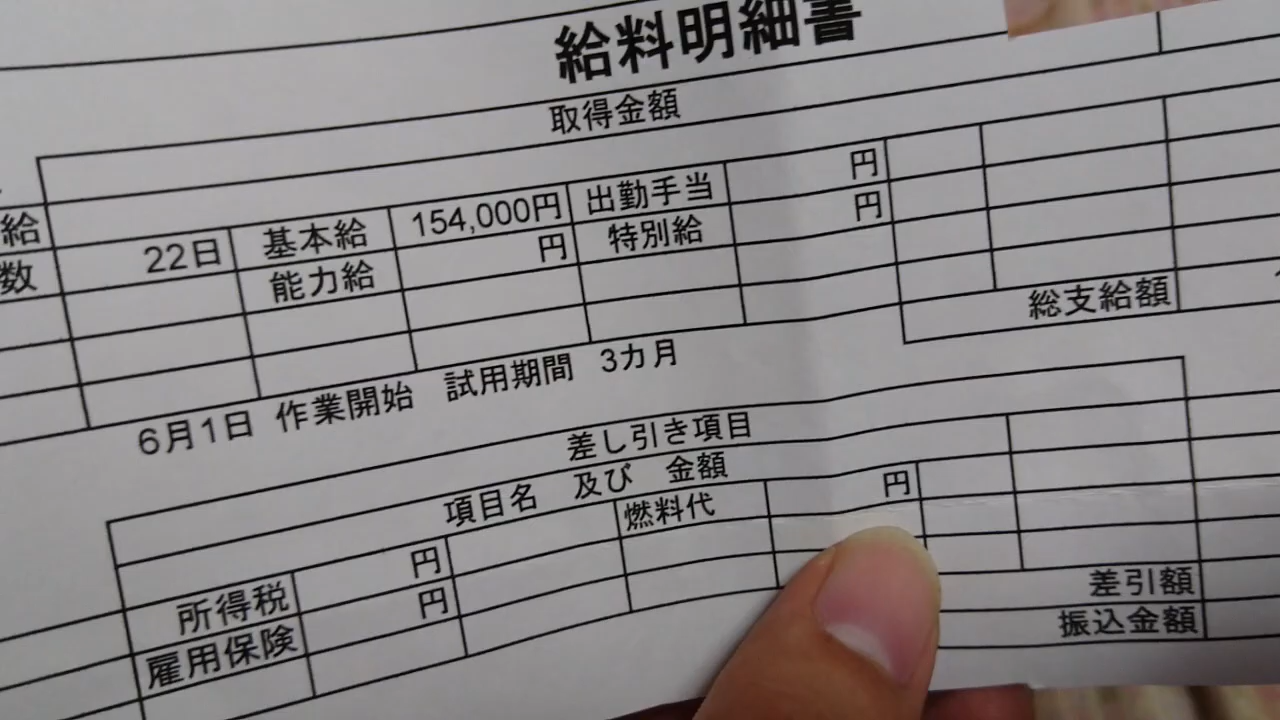 給料明細書
取得金額
給 22日 基本給 154,000円 出勤手当 円
数 能力給 円 特別給 円
総支給額
6月1日 作業開始 試用期間 3カ月
差し引き項目
項目名 及び 金額
所得税 円 燃料代 円
雇用保険 円
差引額
振込金額